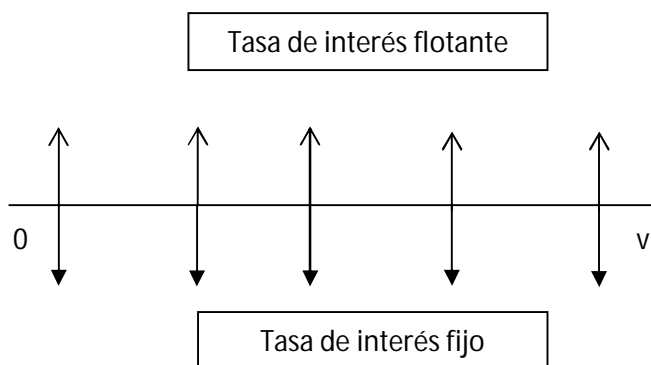 Tasa de interés flotante
0
v
Tasa de interés fijo